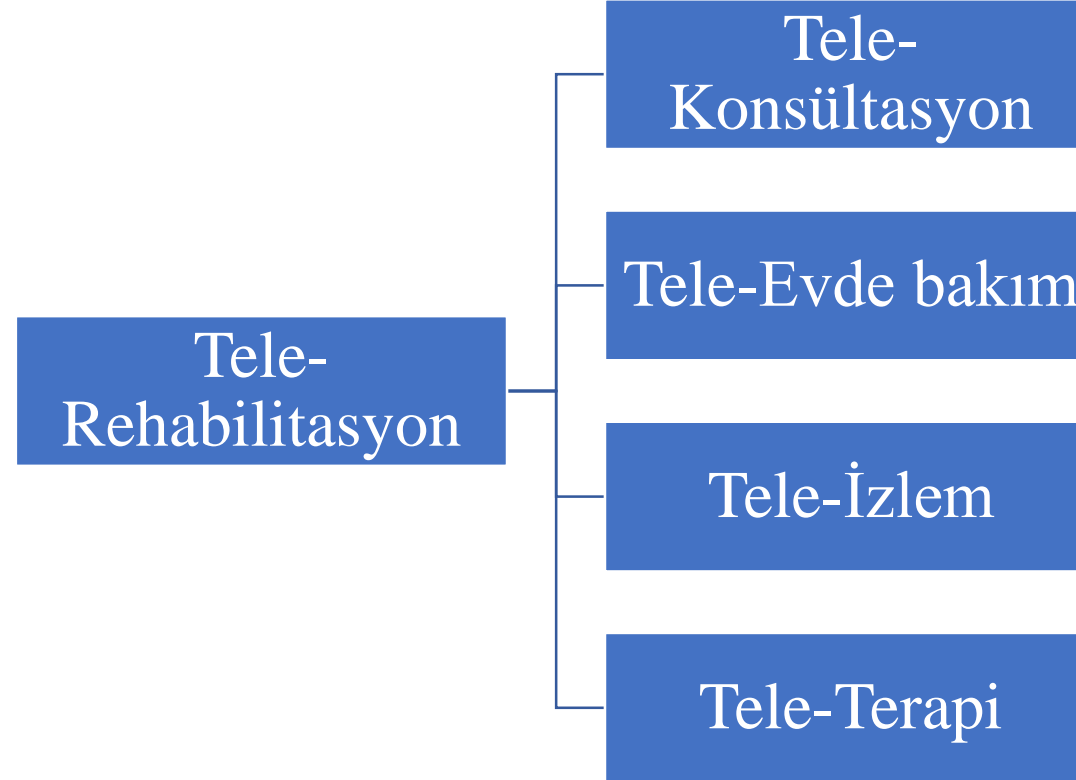 Tele-
Konsültasyon
Tele-Evde bakım
Tele-
Rehabilitasyon
Tele-İzlem
Tele-Terapi